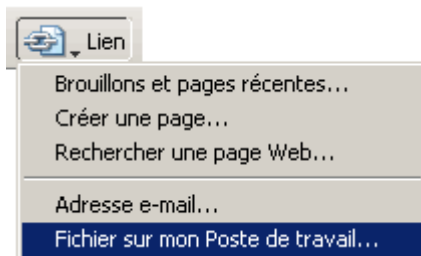 Lien
Brouillons et pages récentes...
Créer une page...
Rechercher une page Web...
Adresse e-mail...
Fichier sur mon Poste de travail...